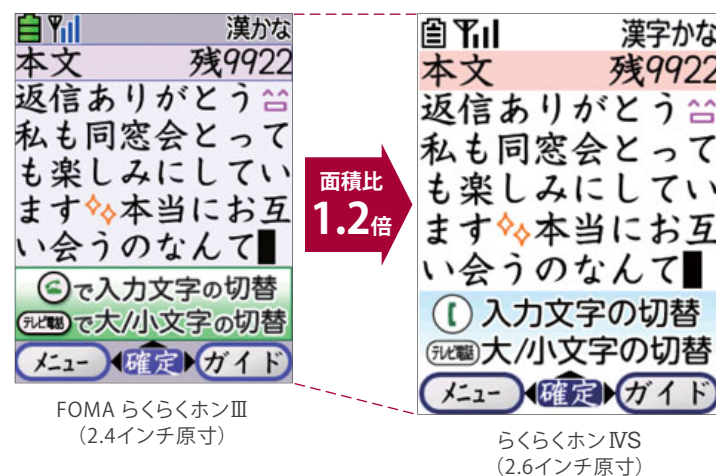 漢かな
本文 残9922
返信ありがとう
私も同窓会とって
も楽しみにしてい
ます 本当にお互
い会うのなんて
で入力文字の切替
テレビ電話で大/小文字の切替
メニュー 確定 ガイド
FOMA らくらくホンⅢ
（2.4インチ原寸）
面積比
1.2倍
漢字かな
本文 残9922
返信ありがとう
私も同窓会とって
も楽しみにしてい
ます 本当にお互
い会うのなんて
入力文字の切替
テレビ電話大/小文字の切替
メニュー 確定 ガイド
らくらくホンⅣS
（2.6インチ原寸）